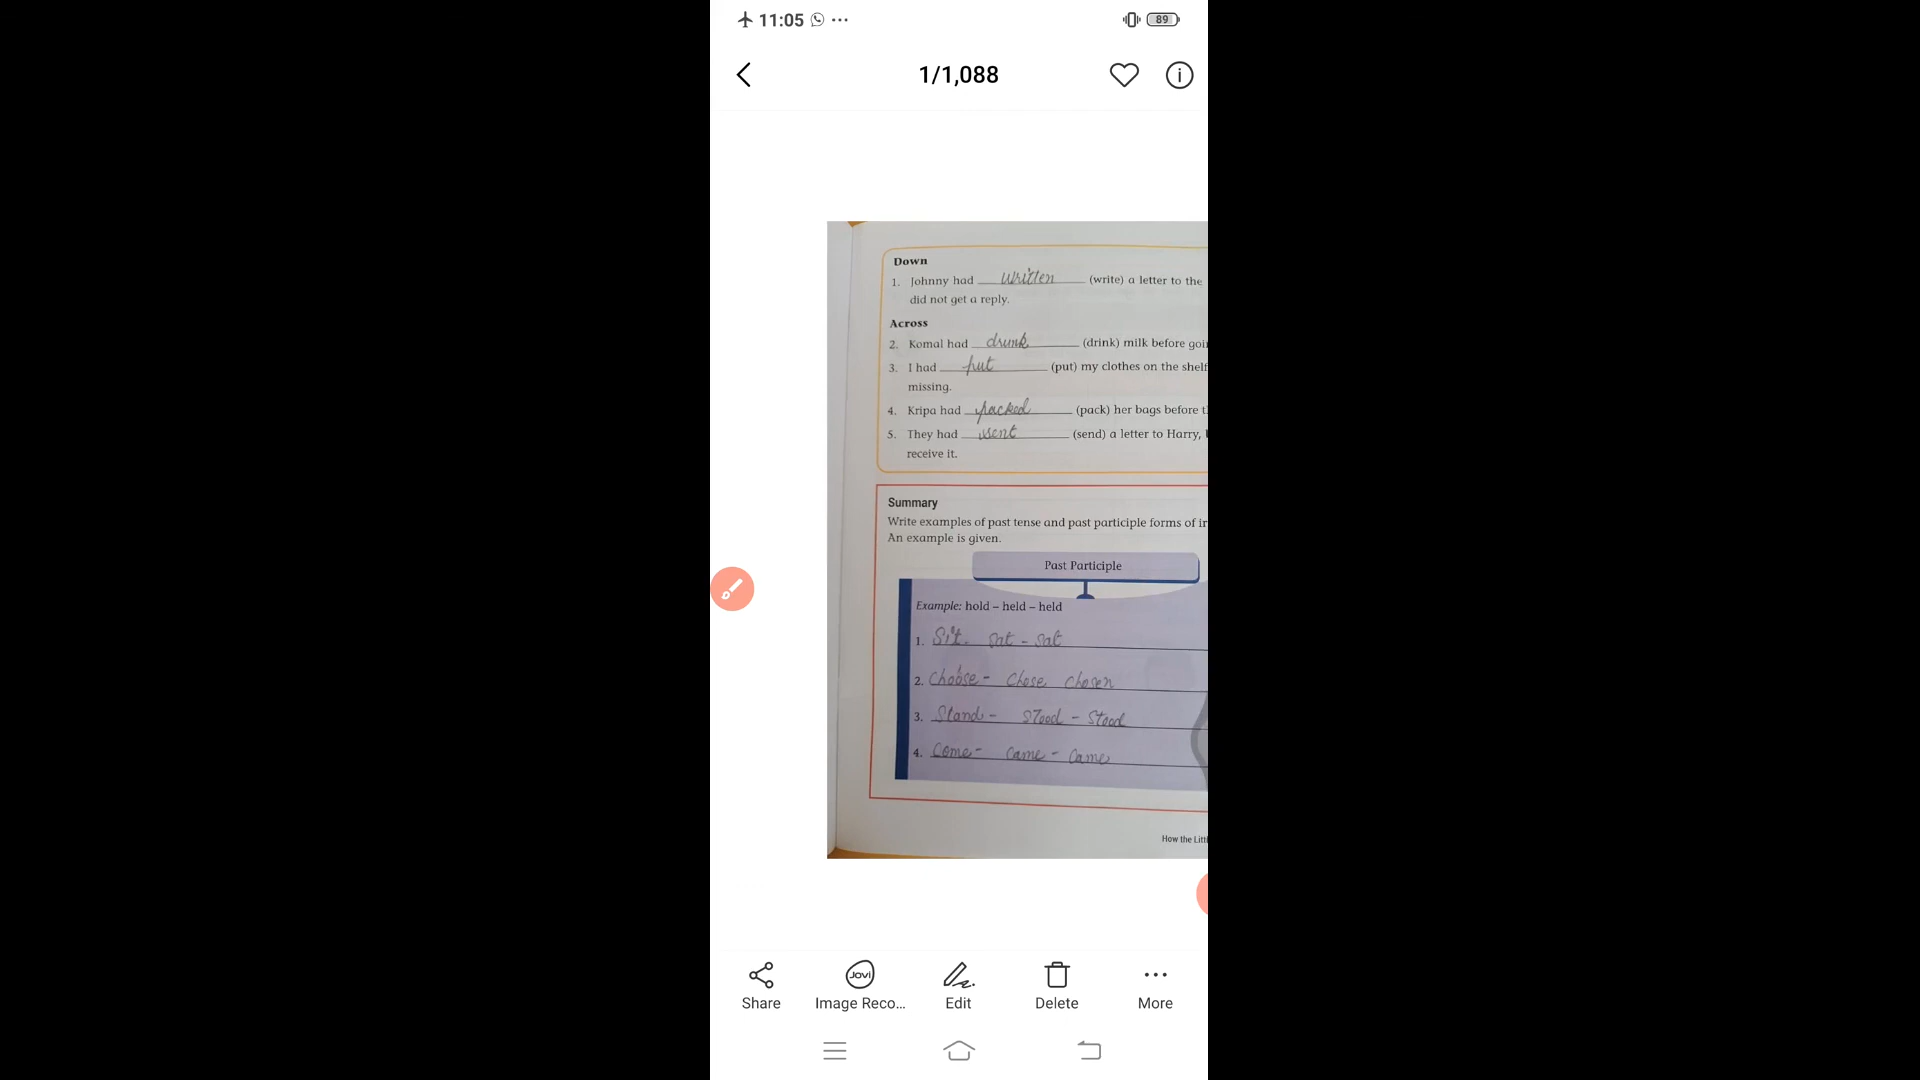 11:05 ... 89
1/1,088
Down
1. Johnny had written (write) a letter to the
did not get a reply.
Across
2. Komal had drunk (drink) milk before goi
3. I had put (put) my clothes on the shelf
missing.
4. Kripa had packed (pack) her bags before t
5. They had sent (send) a letter to Harry,
receive it.
Summary
Write examples of past tense and past participle forms of ir
An example is given.
Past Participle
Example: hold – held – held
1. Sit - sat - sat
2. Choose - Chose Chosen
3. Stand - Stood - Stood
4. Come - Came - Came
How the Litt
Jovi
Share Image Reco... Edit Delete More